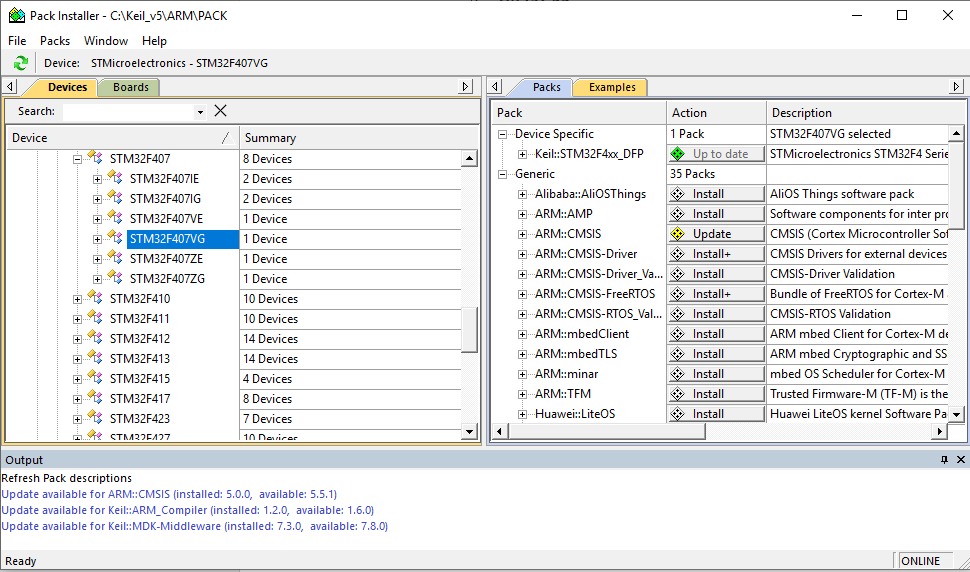 Pack Installer - C:\Keil_v5\ARM\PACK
File Packs Window Help
Device: STMicroelectronics - STM32F407VG
Devices Boards
Search:
Device Summary
STM32F407 8 Devices
STM32F407IE 2 Devices
STM32F407IG 2 Devices
STM32F407VE 1 Device
STM32F407VG 1 Device
STM32F407ZE 1 Device
STM32F407ZG 1 Device
STM32F410 10 Devices
STM32F411 10 Devices
STM32F412 14 Devices
STM32F413 14 Devices
STM32F415 4 Devices
STM32F417 8 Devices
STM32F423 7 Devices
STM32F427 10 Devices
Packs Examples
Pack Action Description
Device Specific 1 Pack STM32F407VG selected
Keil::STM32F4xx_DFP Up to date STMicroelectronics STM32F4 Serie
Generic 35 Packs
Alibaba::AliOSThings Install AliOS Things software pack
ARM::AMP Install Software components for inter pro
ARM::CMSIS Update CMSIS (Cortex Microcontroller Sof
ARM::CMSIS-Driver Install+ CMSIS Drivers for external devices
ARM::CMSIS-Driver_Va... Install CMSIS-Driver Validation
ARM::CMSIS-FreeRTOS Install+ Bundle of FreeRTOS for Cortex-M
ARM::CMSIS-RTOS_Val... Install CMSIS-RTOS Validation
ARM::mbedClient Install ARM mbed Client for Cortex-M de
ARM::mbedTLS Install ARM mbed Cryptographic and SS
ARM::minar Install mbed OS Scheduler for Cortex-M
ARM::TFM Install Trusted Firmware-M (TF-M) is the
Huawei::LiteOS Install Huawei LiteOS kernel Software Pa
Output
Refresh Pack descriptions
Update available for ARM::CMSIS (installed: 5.0.0, available: 5.5.1)
Update available for Keil::ARM_Compiler (installed: 1.2.0, available: 1.6.0)
Update available for Keil::MDK-Middleware (installed: 7.3.0, available: 7.8.0)
Ready ONLINE